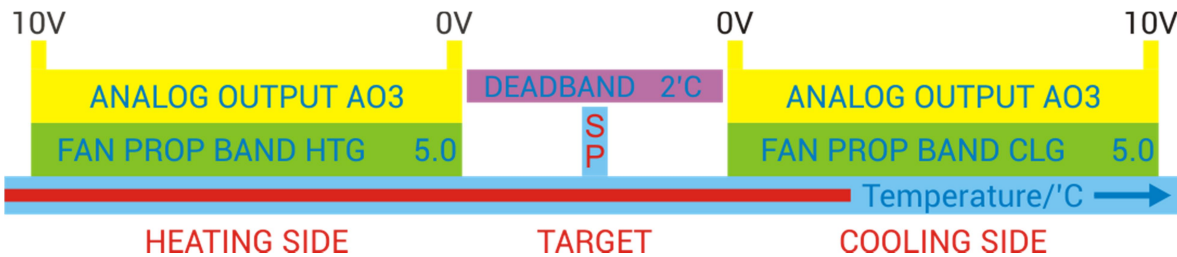 10V 0V 0V 10V
DEADBAND 2'C
ANALOG OUTPUT AO3 ANALOG OUTPUT AO3
SP
FAN PROP BAND HTG 5.0 FAN PROP BAND CLG 5.0
Temperature/'C
HEATING SIDE TARGET COOLING SIDE